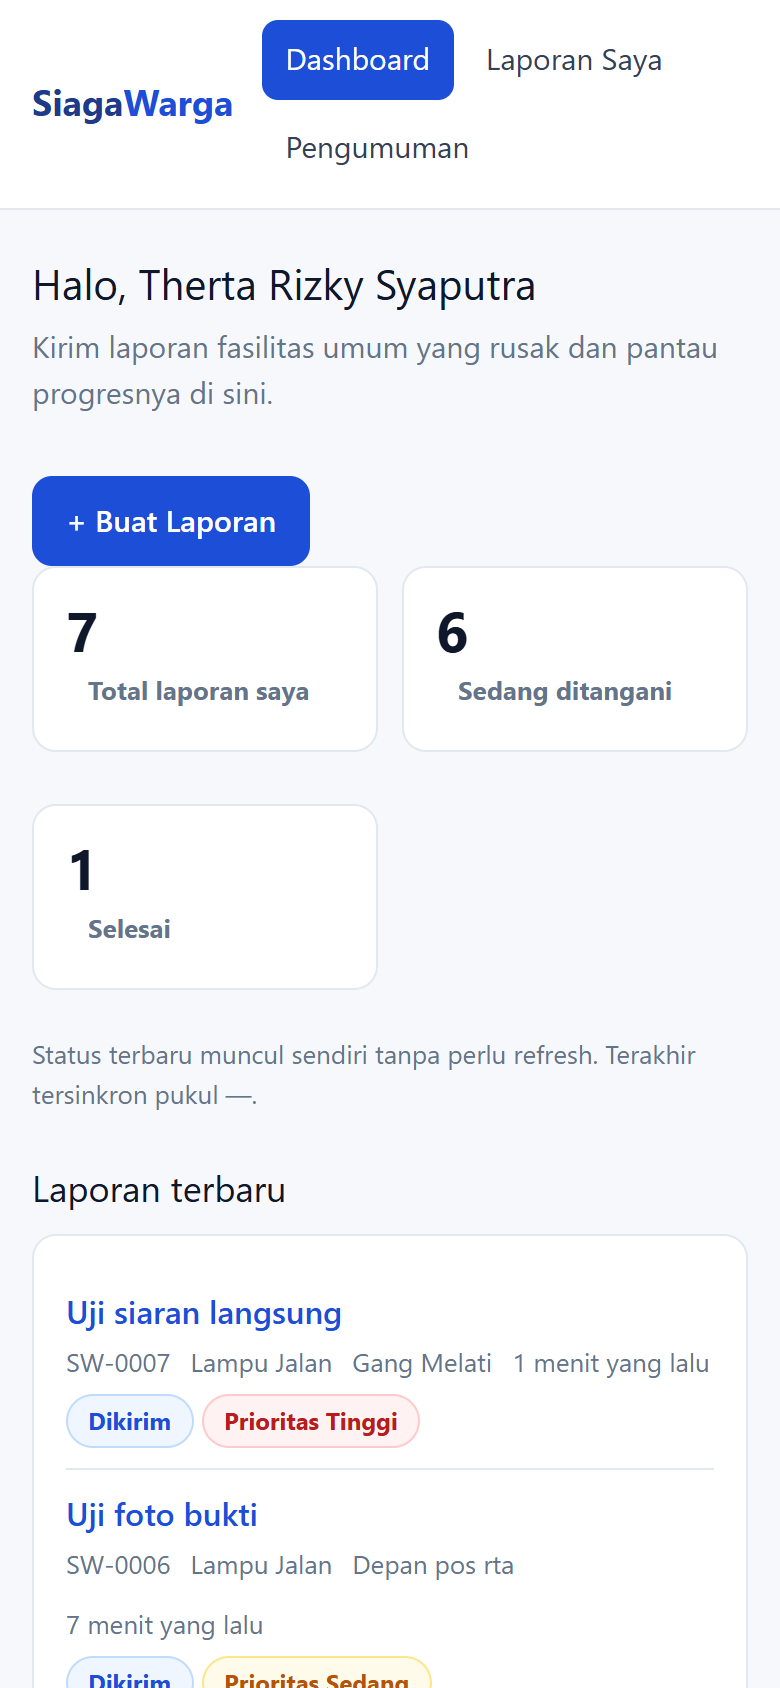 SiagaWarga
Dashboard
Laporan Saya
Pengumuman
Halo, Therta Rizky Syaputra
Kirim laporan fasilitas umum yang rusak dan pantau
progresnya di sini.
+ Buat Laporan
7
Total laporan saya
6
Sedang ditangani
1
Selesai
Status terbaru muncul sendiri tanpa perlu refresh. Terakhir
tersinkron pukul —.
Laporan terbaru
Uji siaran langsung
SW-0007 Lampu Jalan Gang Melati 1 menit yang lalu
Dikirim Prioritas Tinggi
Uji foto bukti
SW-0006 Lampu Jalan Depan pos rta
7 menit yang lalu
Dikirim Prioritas Sedang